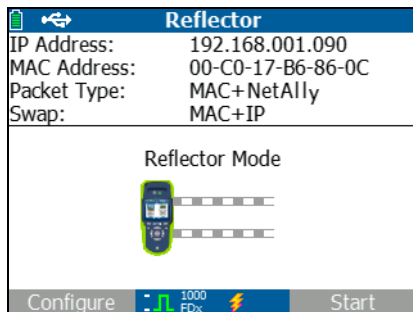 Reflector
IP Address: 192.168.001.090
MAC Address: 00-C0-17-B6-86-0C
Packet Type: MAC+NetAlly
Swap: MAC+IP
Reflector Mode
Configure 1000 FDx Start